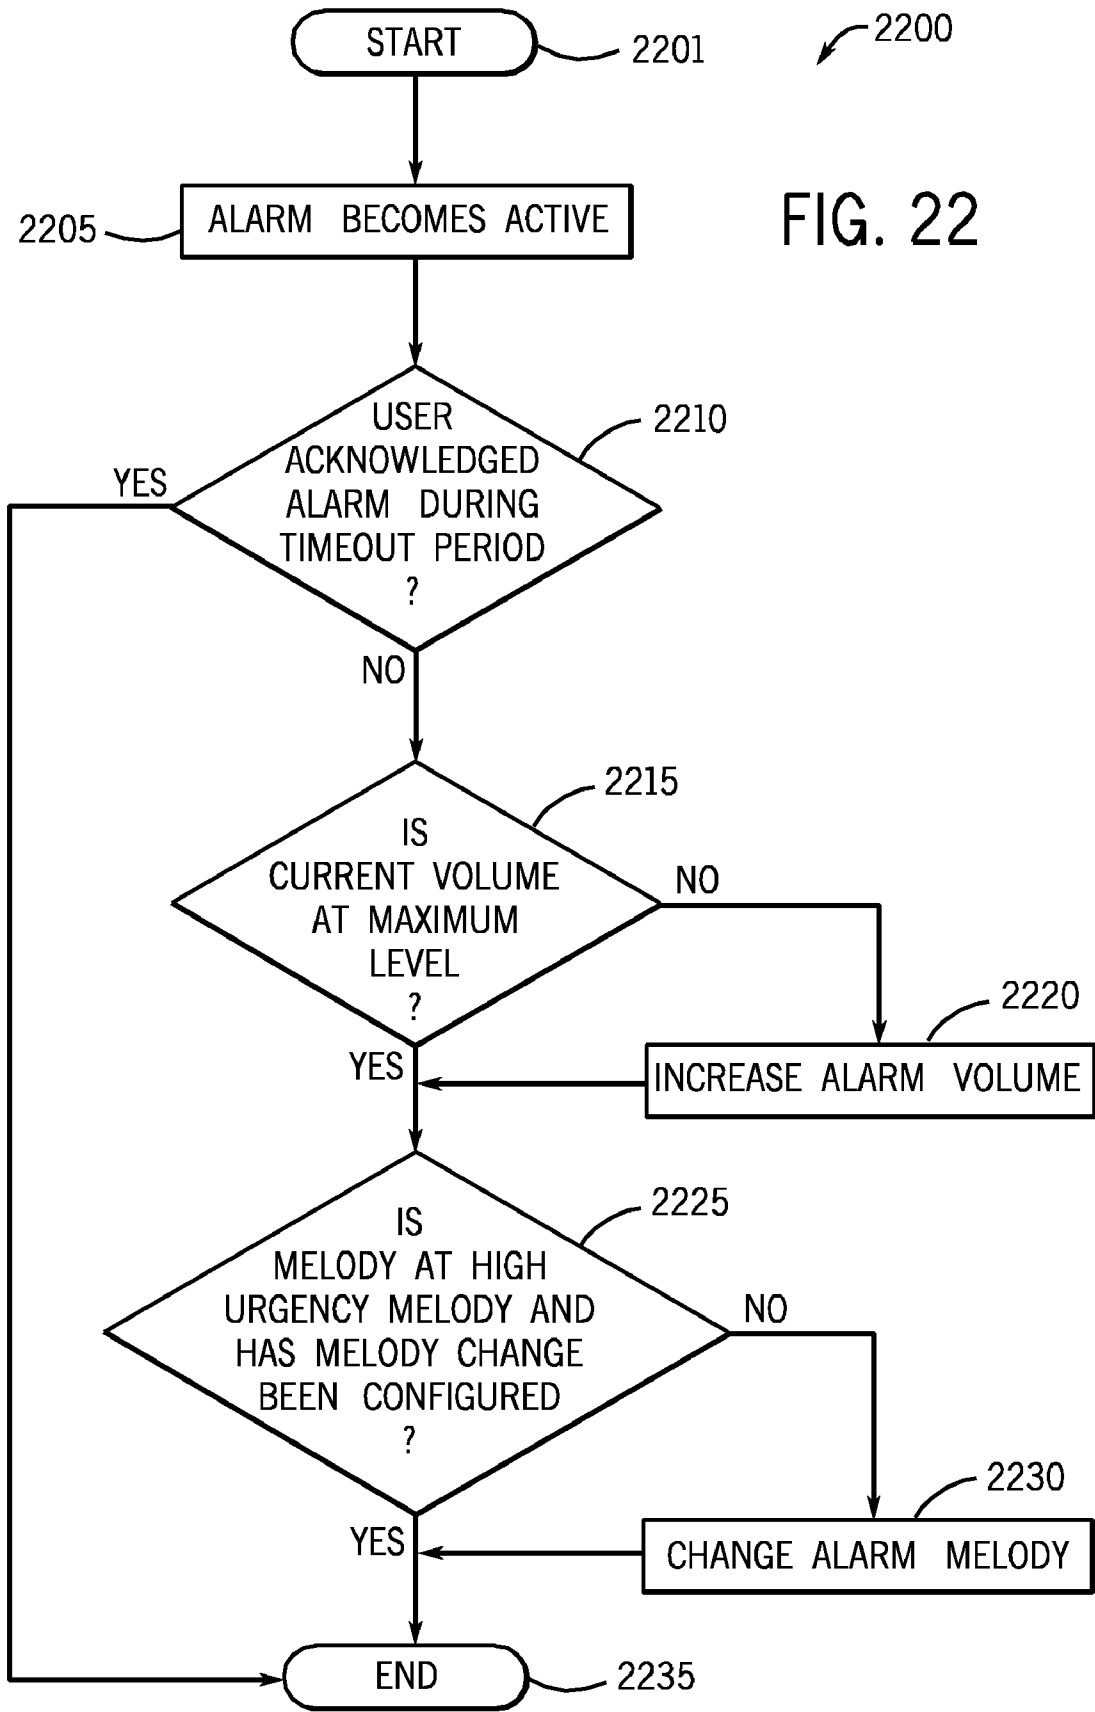 START
2201
2200
2205
ALARM BECOMES ACTIVE
FIG. 22
USER
ACKNOWLEDGED
ALARM DURING
TIMEOUT PERIOD
?
2210
YES
NO
2215
IS
CURRENT VOLUME
AT MAXIMUM
LEVEL
?
NO
2220
YES
INCREASE ALARM VOLUME
2225
IS
MELODY AT HIGH
URGENCY MELODY AND
HAS MELODY CHANGE
BEEN CONFIGURED
?
NO
2230
YES
CHANGE ALARM MELODY
END
2235